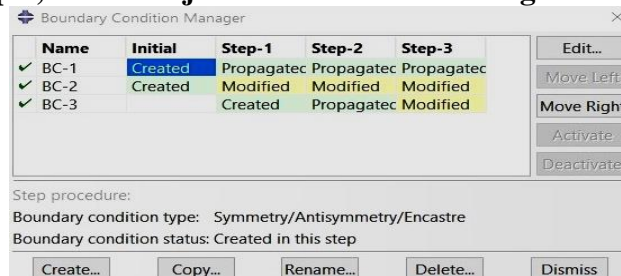 Boundary Condition Manager
Name Initial Step-1 Step-2 Step-3
BC-1 Created Propagatec Propagatec Propagatec
BC-2 Created Modified Modified Modified
BC-3 Created Propagatec Modified
Edit...
Move Left
Move Righ
Activate
Deactivate
Step procedure:
Boundary condition type: Symmetry/Antisymmetry/Encastre
Boundary condition status: Created in this step
Create... Copy... Rename... Delete... Dismiss